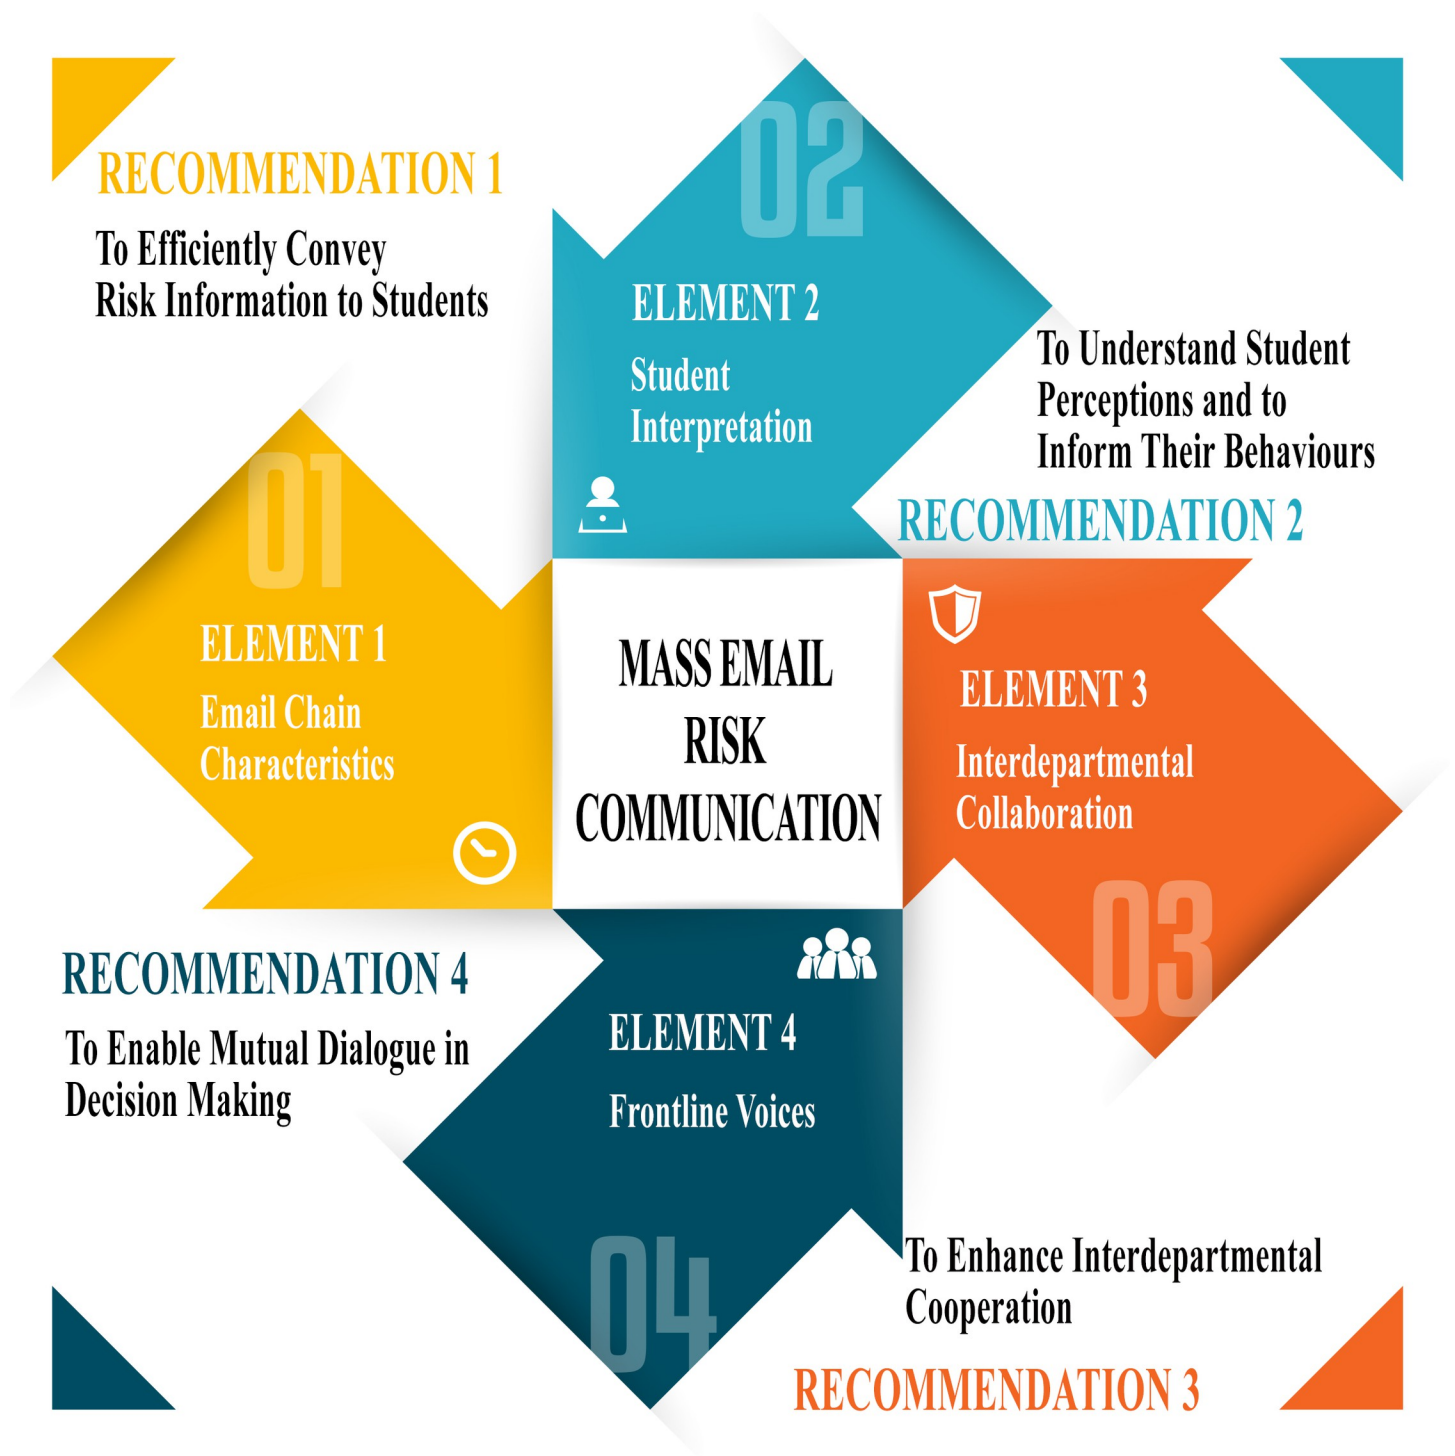 RECOMMENDATION 1
To Efficiently Convey
Risk Information to Students
01
ELEMENT 1
Email Chain
Characteristics
02
ELEMENT 2
Student
Interpretation
To Understand Student
Perceptions and to
Inform Their Behaviours
RECOMMENDATION 2
MASS EMAIL
RISK
COMMUNICATION
ELEMENT 3
Interdepartmental
Collaboration
03
RECOMMENDATION 4
To Enable Mutual Dialogue in
Decision Making
ELEMENT 4
Frontline Voices
04
To Enhance Interdepartmental
Cooperation
RECOMMENDATION 3